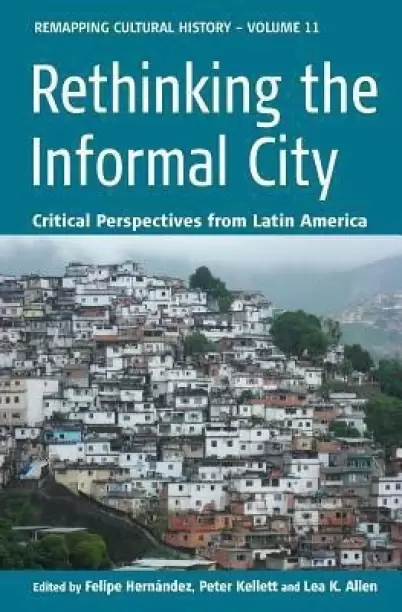 REMAPPING CULTURAL HISTORY – VOLUME 11
Rethinking the
Informal City
Critical Perspectives from Latin America
Edited by Felipe Hernández, Peter Kellett and Lea K. Allen